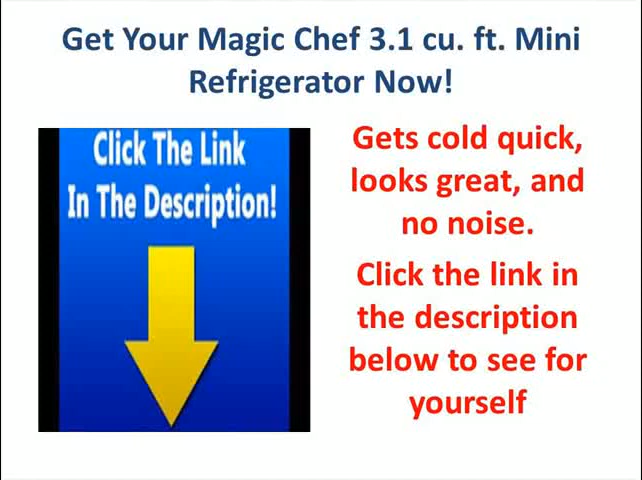 Get Your Magic Chef 3.1 cu. ft. Mini
Refrigerator Now!
Click The Link
In The Description!
Gets cold quick,
looks great, and
no noise.
Click the link in
the description
below to see for
yourself